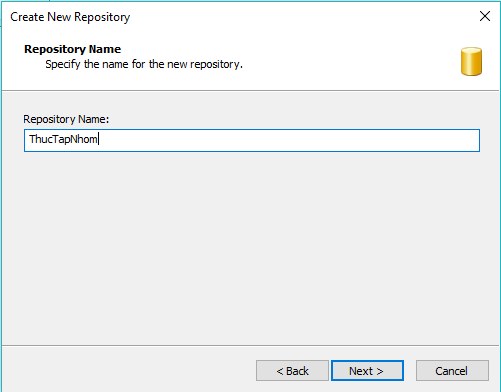 Create New Repository
Repository Name
Specify the name for the new repository.
Repository Name:
ThucTapNhom
< Back
Next >
Cancel